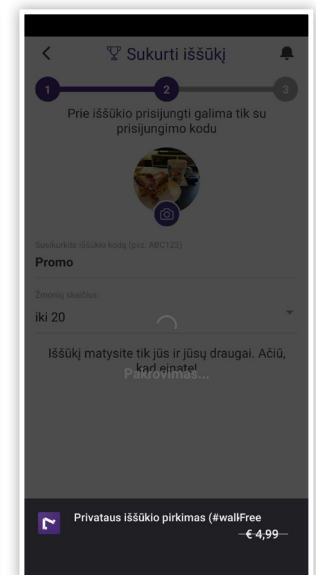 Sukurti iššūkį
1
2
3
Prie iššūkio prisijungti galima tik su
prisijungimo kodu
Susikurkite iššūkio kodą (pvz. ABC123)
Promo
Žmonių skaičius:
iki 20
Iššūkį matysite tik jūs ir jūsų draugai. Ačiū,
kad einate!
Pakrovimas...
Privataus iššūkio pirkimas (#walk
Free
€ 4,99